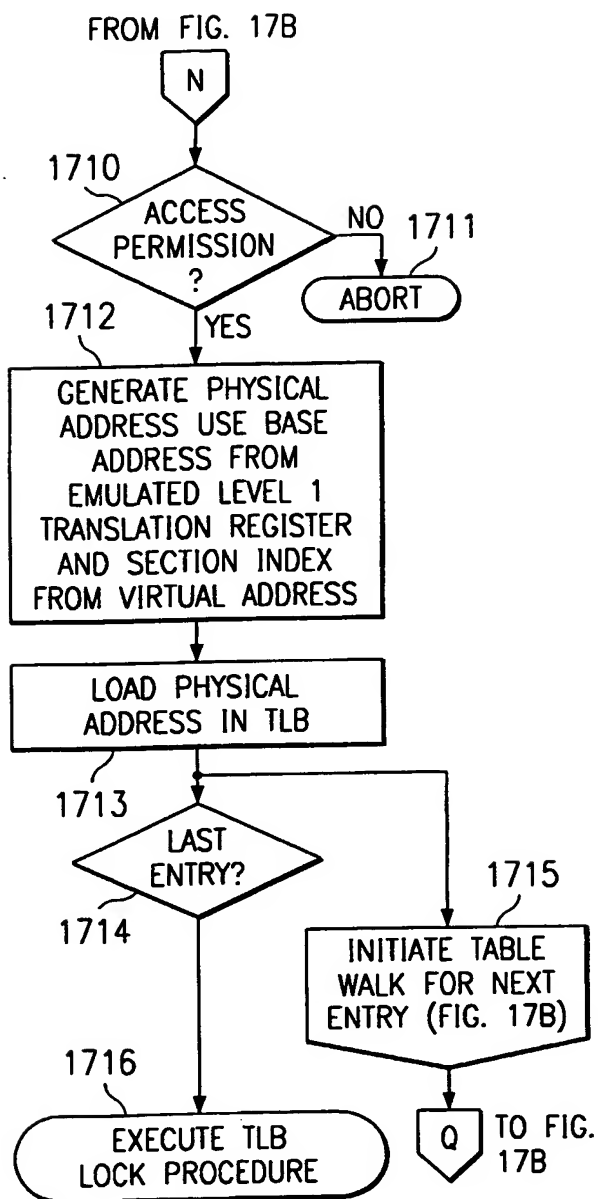 FROM FIG. 17B
N
1710
ACCESS
PERMISSION
?
NO
1711
ABORT
1712
YES
GENERATE PHYSICAL
ADDRESS USE BASE
ADDRESS FROM
EMULATED LEVEL 1
TRANSLATION REGISTER
AND SECTION INDEX
FROM VIRTUAL ADDRESS
LOAD PHYSICAL
ADDRESS IN TLB
1713
LAST
ENTRY?
1714
1715
INITIATE TABLE
WALK FOR NEXT
ENTRY (FIG. 17B)
1716
EXECUTE TLB
LOCK PROCEDURE
Q
TO FIG.
17B